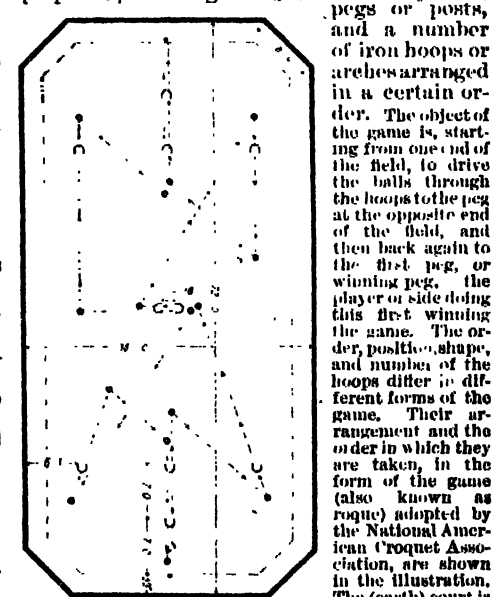 pegs or posts,
and a number
of iron hoops or
arches arranged
in a certain or-
der. The object of
the game is, start-
ing from one end of
the field, to drive
the balls through
the hoops to the peg
at the opposite end
of the field, and
then back again to
the first peg, or
winning peg, the
player or side doing
this first winning
the game. The or-
der, position, shape,
and number of the
hoops differ in dif-
ferent forms of the
game. Their ar-
rangement and the
order in which they
are taken, in the
form of the game
(also known as
roque) adopted by
the National Amer-
ican Croquet Asso-
ciation, are shown
in the illustration.
The (earth) court is